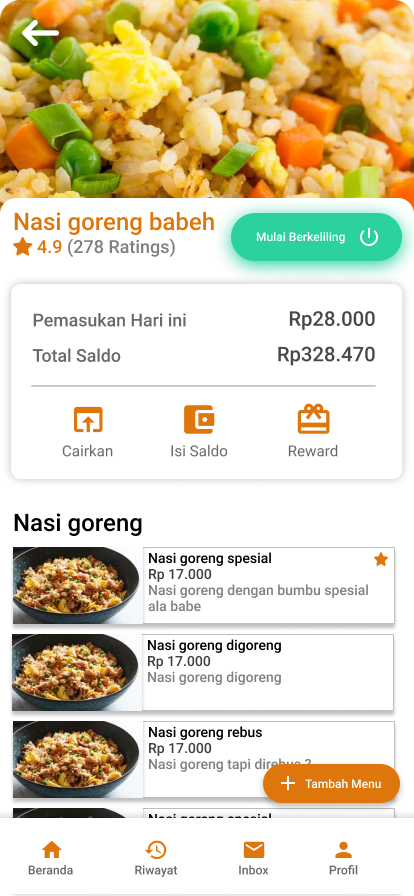 Nasi goreng babeh
4.9 (278 Ratings)
Mulai Berkeliling
Pemasukan Hari ini Rp28.000
Total Saldo Rp328.470
Cairkan Isi Saldo Reward
Nasi goreng
Nasi goreng spesial
Rp 17.000
Nasi goreng dengan bumbu spesial
ala babe
Nasi goreng digoreng
Rp 17.000
Nasi goreng digoreng
Nasi goreng rebus
Rp 17.000
Nasi goreng tapi direbus ?
Tambah Menu
Nasi goreng spesial
Beranda Riwayat Inbox Profil